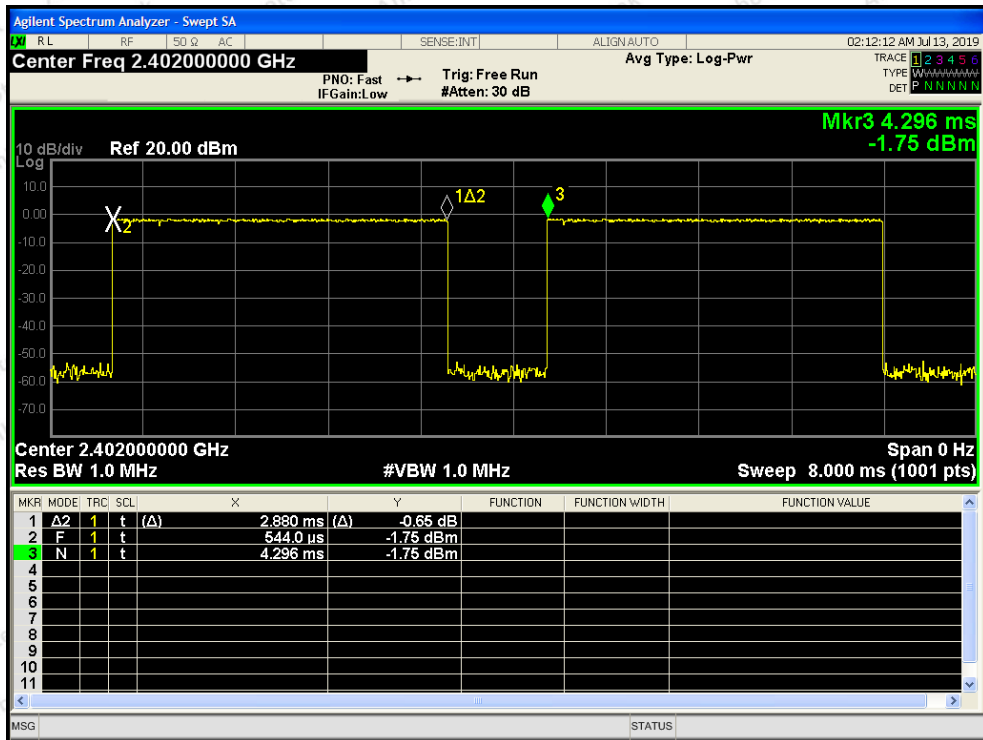 Agilent Spectrum Analyzer - Swept SA
LXI RL RF 50 Ω AC SENSE:INT ALIGN AUTO 02:12:12 AM Jul 13, 2019
Center Freq 2.402000000 GHz Avg Type: Log-Pwr TRACE 1 2 3 4 5 6
PNO: Fast Trig: Free Run TYPE WWWWWW
IFGain:Low #Atten: 30 dB DET P N N N N N
Mkr3 4.296 ms
10 dB/div Ref 20.00 dBm -1.75 dBm
Log
10.0
1Δ2 3
0.00
2
-10.0
-20.0
-30.0
-40.0
-50.0
-60.0
-70.0
Center 2.402000000 GHz Span 0 Hz
Res BW 1.0 MHz #VBW 1.0 MHz Sweep 8.000 ms (1001 pts)
MKR MODE TRC SCL X Y FUNCTION FUNCTION WIDTH FUNCTION VALUE
1 Δ2 1 t (Δ) 2.880 ms (Δ) -0.65 dB
2 F 1 t 544.0 µs -1.75 dBm
3 N 1 t 4.296 ms -1.75 dBm
4
5
6
7
8
9
10
11
MSG STATUS